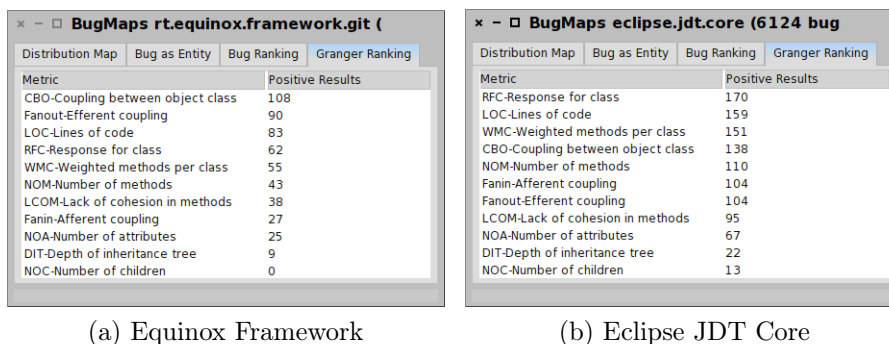 × − □ BugMaps rt.equinox.framework.git (
Distribution Map Bug as Entity Bug Ranking Granger Ranking
Metric Positive Results
CBO-Coupling between object class 108
Fanout-Efferent coupling 90
LOC-Lines of code 83
RFC-Response for class 62
WMC-Weighted methods per class 55
NOM-Number of methods 43
LCOM-Lack of cohesion in methods 38
Fanin-Afferent coupling 27
NOA-Number of attributes 25
DIT-Depth of inheritance tree 9
NOC-Number of children 0
(a) Equinox Framework
× − □ BugMaps eclipse.jdt.core (6124 bug
Distribution Map Bug as Entity Bug Ranking Granger Ranking
Metric Positive Results
RFC-Response for class 170
LOC-Lines of code 159
WMC-Weighted methods per class 151
CBO-Coupling between object class 138
NOM-Number of methods 110
Fanin-Afferent coupling 104
Fanout-Efferent coupling 104
LCOM-Lack of cohesion in methods 95
NOA-Number of attributes 67
DIT-Depth of inheritance tree 22
NOC-Number of children 13
(b) Eclipse JDT Core